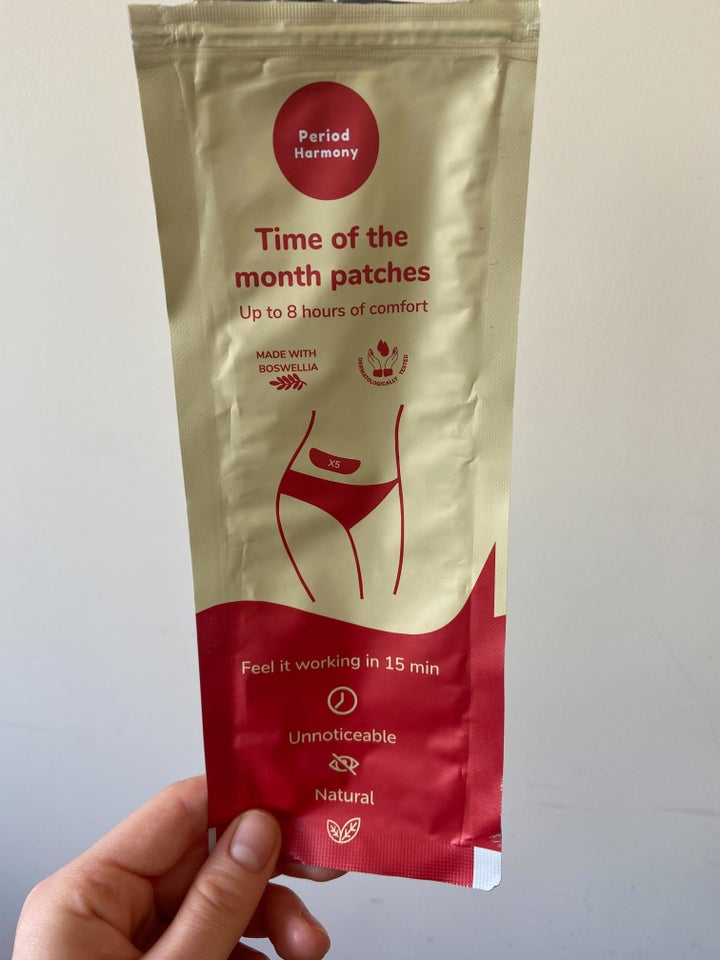 Period
Harmony
Time of the
month patches
Up to 8 hours of comfort
MADE WITH
BOSWELLIA
DERMATOLOGICALLY TESTED
X5
Feel it working in 15 min
Unnoticeable
Natural